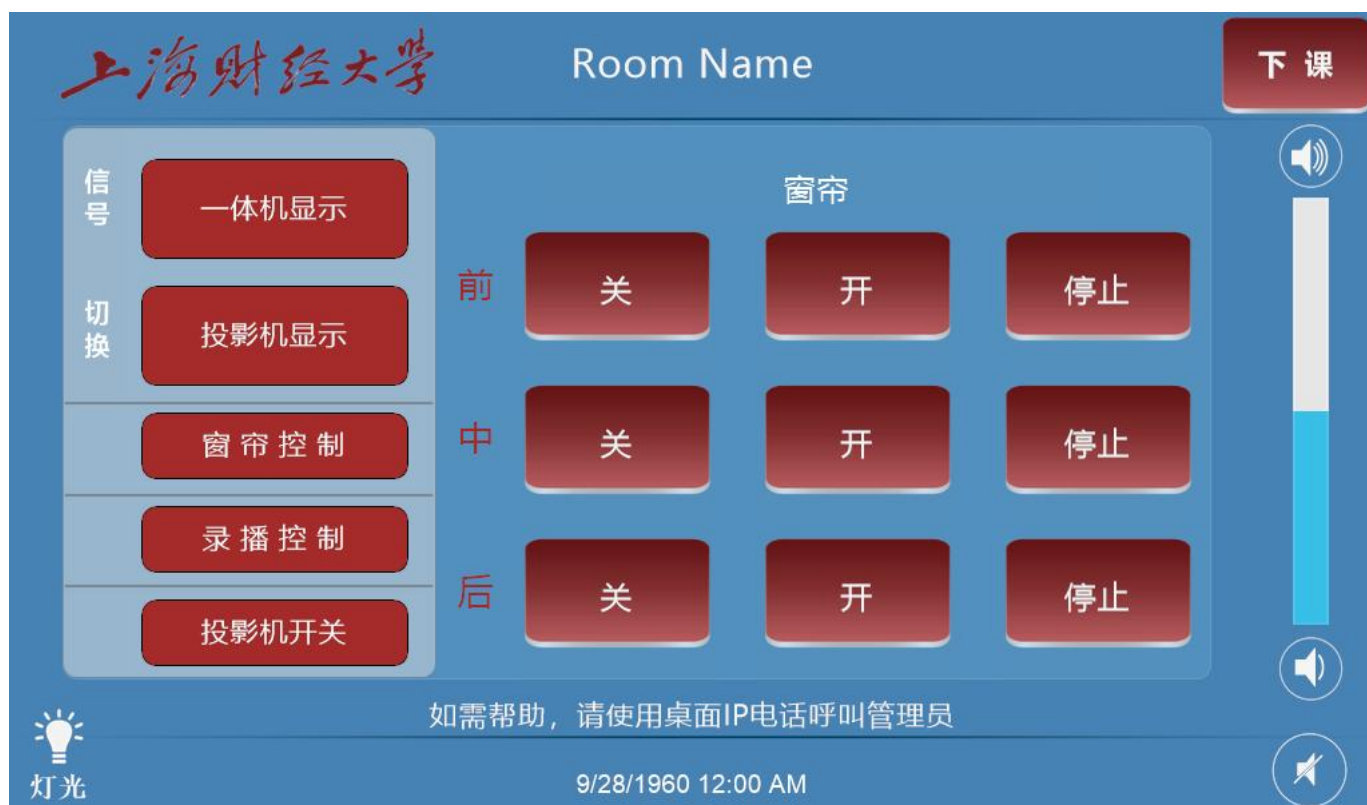 上海财经大学
Room Name
下 课
信号
切换
一体机显示
投影机显示
窗 帘 控 制
录 播 控 制
投影机开关
窗帘
前 关 开 停止
中 关 开 停止
后 关 开 停止
如需帮助，请使用桌面IP电话呼叫管理员
灯光
9/28/1960 12:00 AM